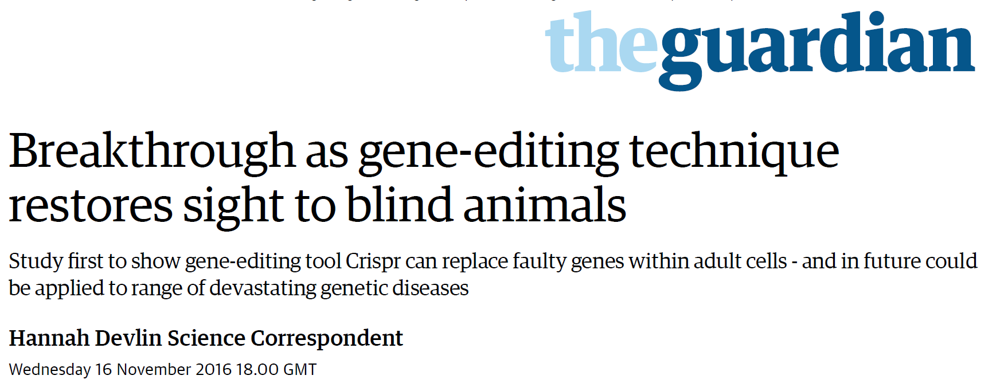 theguardian
Breakthrough as gene-editing technique
restores sight to blind animals
Study first to show gene-editing tool Crispr can replace faulty genes within adult cells - and in future could
be applied to range of devastating genetic diseases
Hannah Devlin Science Correspondent
Wednesday 16 November 2016 18.00 GMT